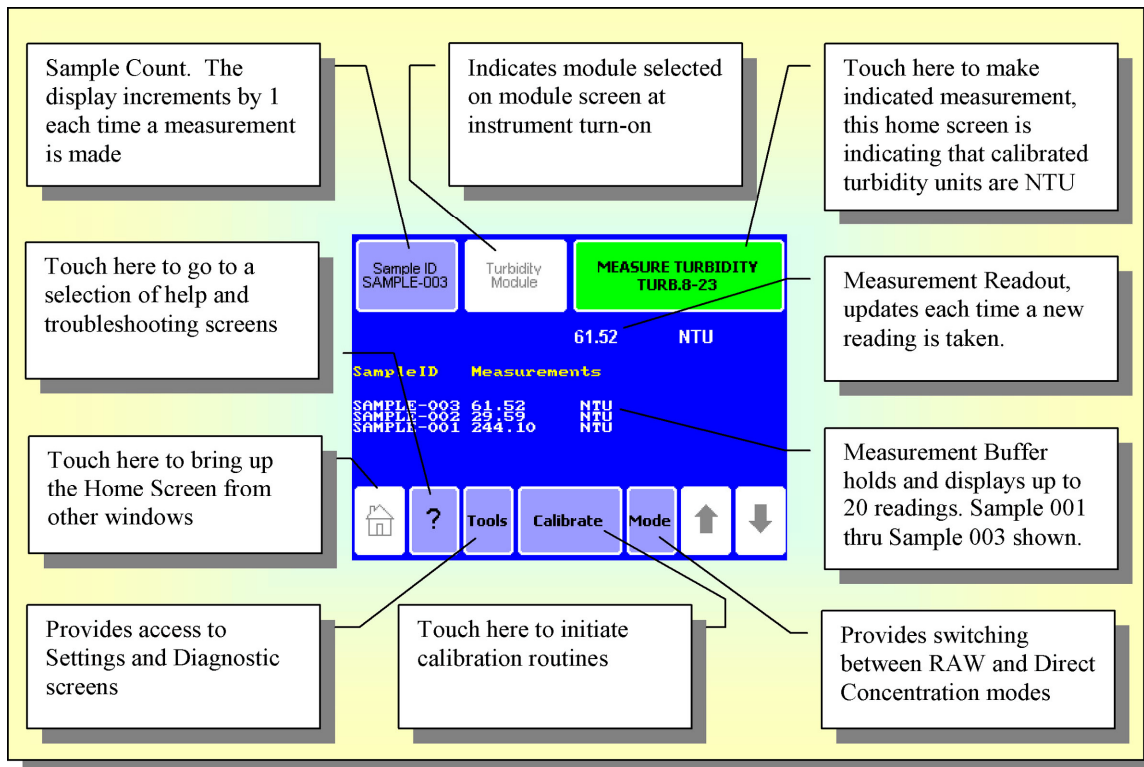 Sample Count. The
display increments by 1
each time a measurement
is made
Indicates module selected
on module screen at
instrument turn-on
Touch here to make
indicated measurement,
this home screen is
indicating that calibrated
turbidity units are NTU
Touch here to go to a
selection of help and
troubleshooting screens
Sample ID
SAMPLE-003
Turbidity
Module
MEASURE TURBIDITY
TURB.8-23
61.52 NTU
SampleID Measurements
SAMPLE-003 61.52 NTU
SAMPLE-002 29.59 NTU
SAMPLE-001 244.10 NTU
Measurement Readout,
updates each time a new
reading is taken.
Touch here to bring up
the Home Screen from
other windows
? Tools Calibrate Mode
Measurement Buffer
holds and displays up to
20 readings. Sample 001
thru Sample 003 shown.
Provides access to
Settings and Diagnostic
screens
Touch here to initiate
calibration routines
Provides switching
between RAW and Direct
Concentration modes